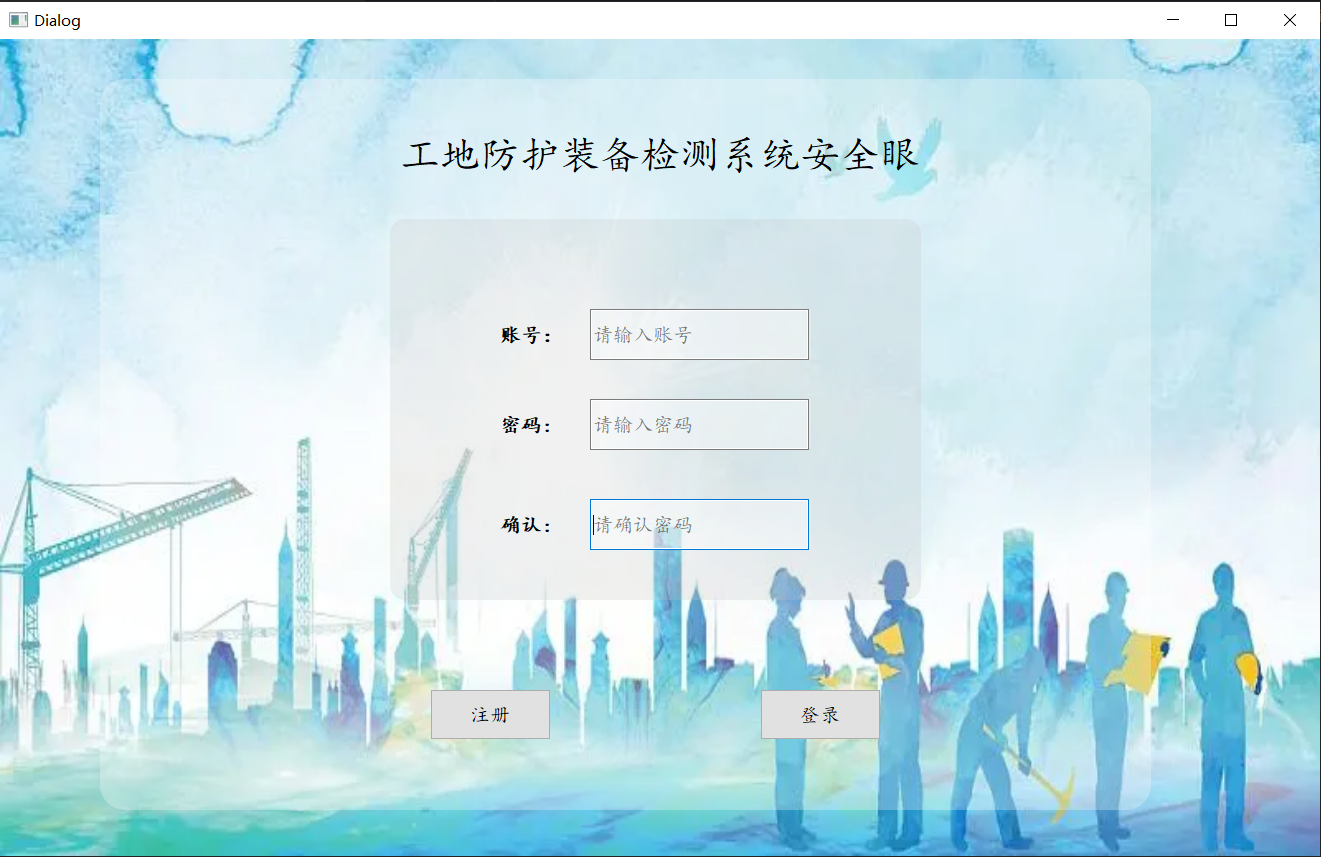 Dialog
工地防护装备检测系统安全眼
账号： 请输入账号
密码： 请输入密码
确认： 请确认密码
注册 登录